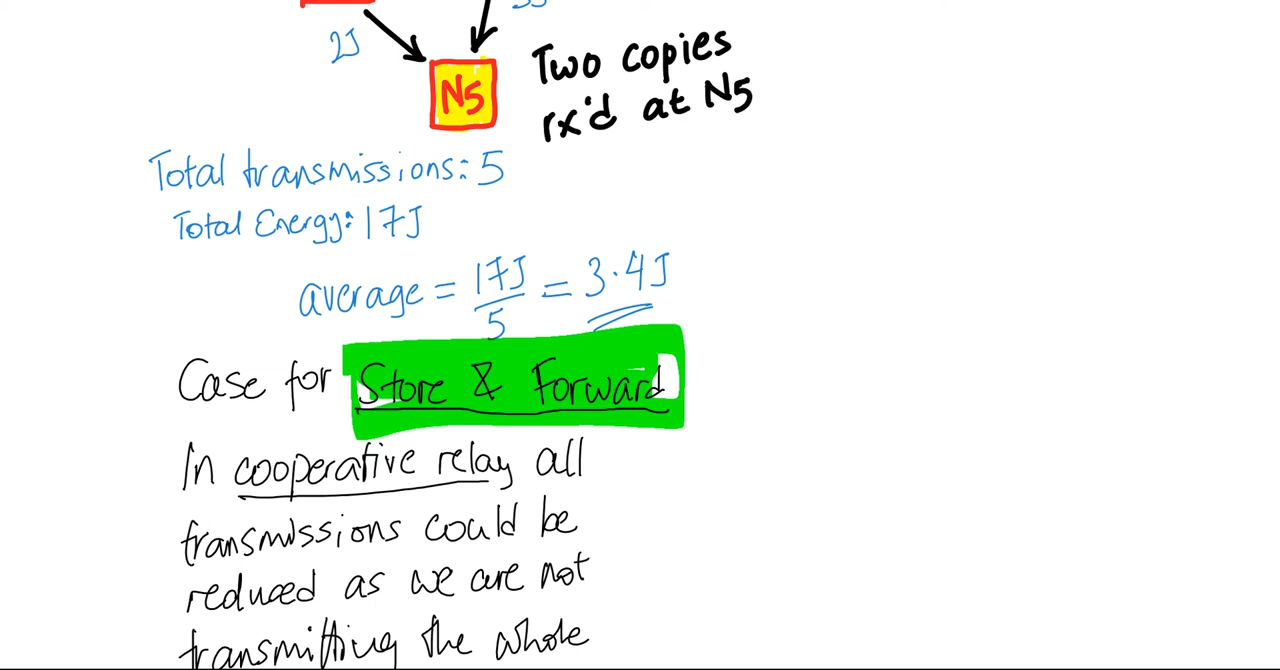 2J
N5
Two copies
rx'd at N5
Total transmissions: 5
Total Energy: 17J
average = 17J/5 = 3.4J
Case for Store & Forward
In cooperative relay all
transmissions could be
reduced as we are not
transmitting the whole